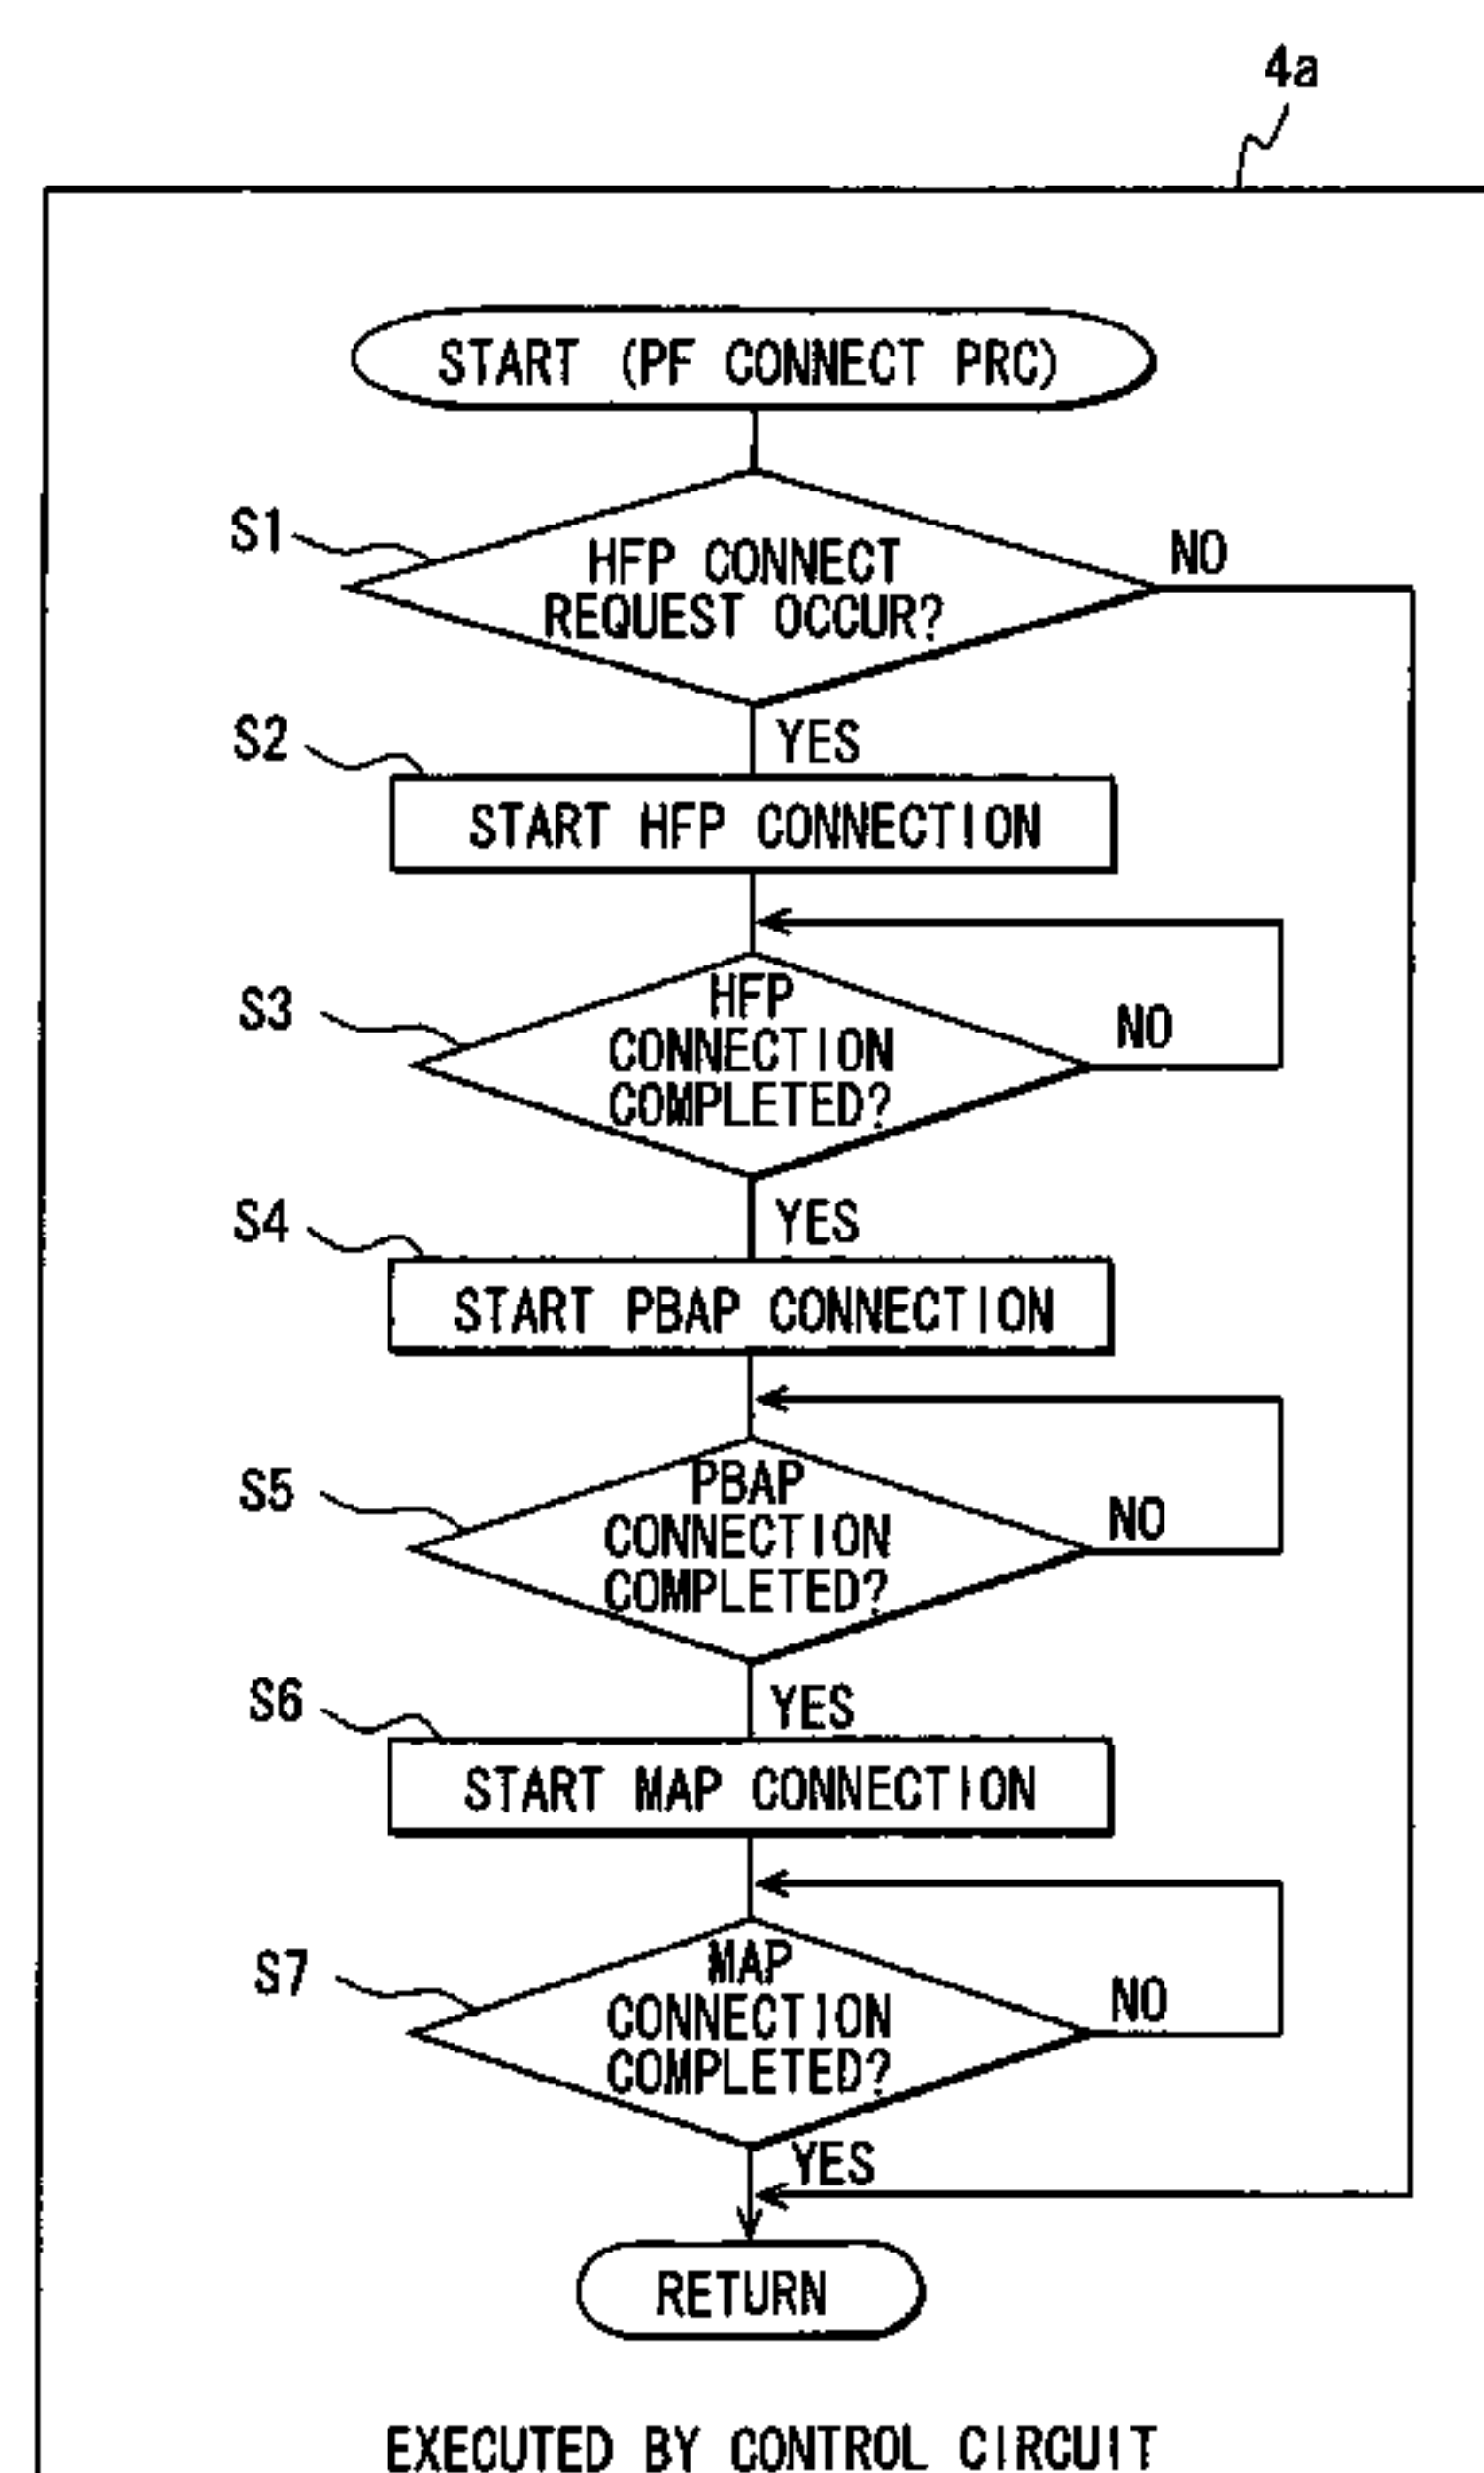 4a
START (PF CONNECT PRC)
S1
HFP CONNECT
REQUEST OCCUR?
NO
YES
S2
START HFP CONNECTION
S3
HFP
CONNECTION
COMPLETED?
NO
YES
S4
START PBAP CONNECTION
S5
PBAP
CONNECTION
COMPLETED?
NO
YES
S6
START MAP CONNECTION
S7
MAP
CONNECTION
COMPLETED?
NO
YES
RETURN
EXECUTED BY CONTROL CIRCUIT